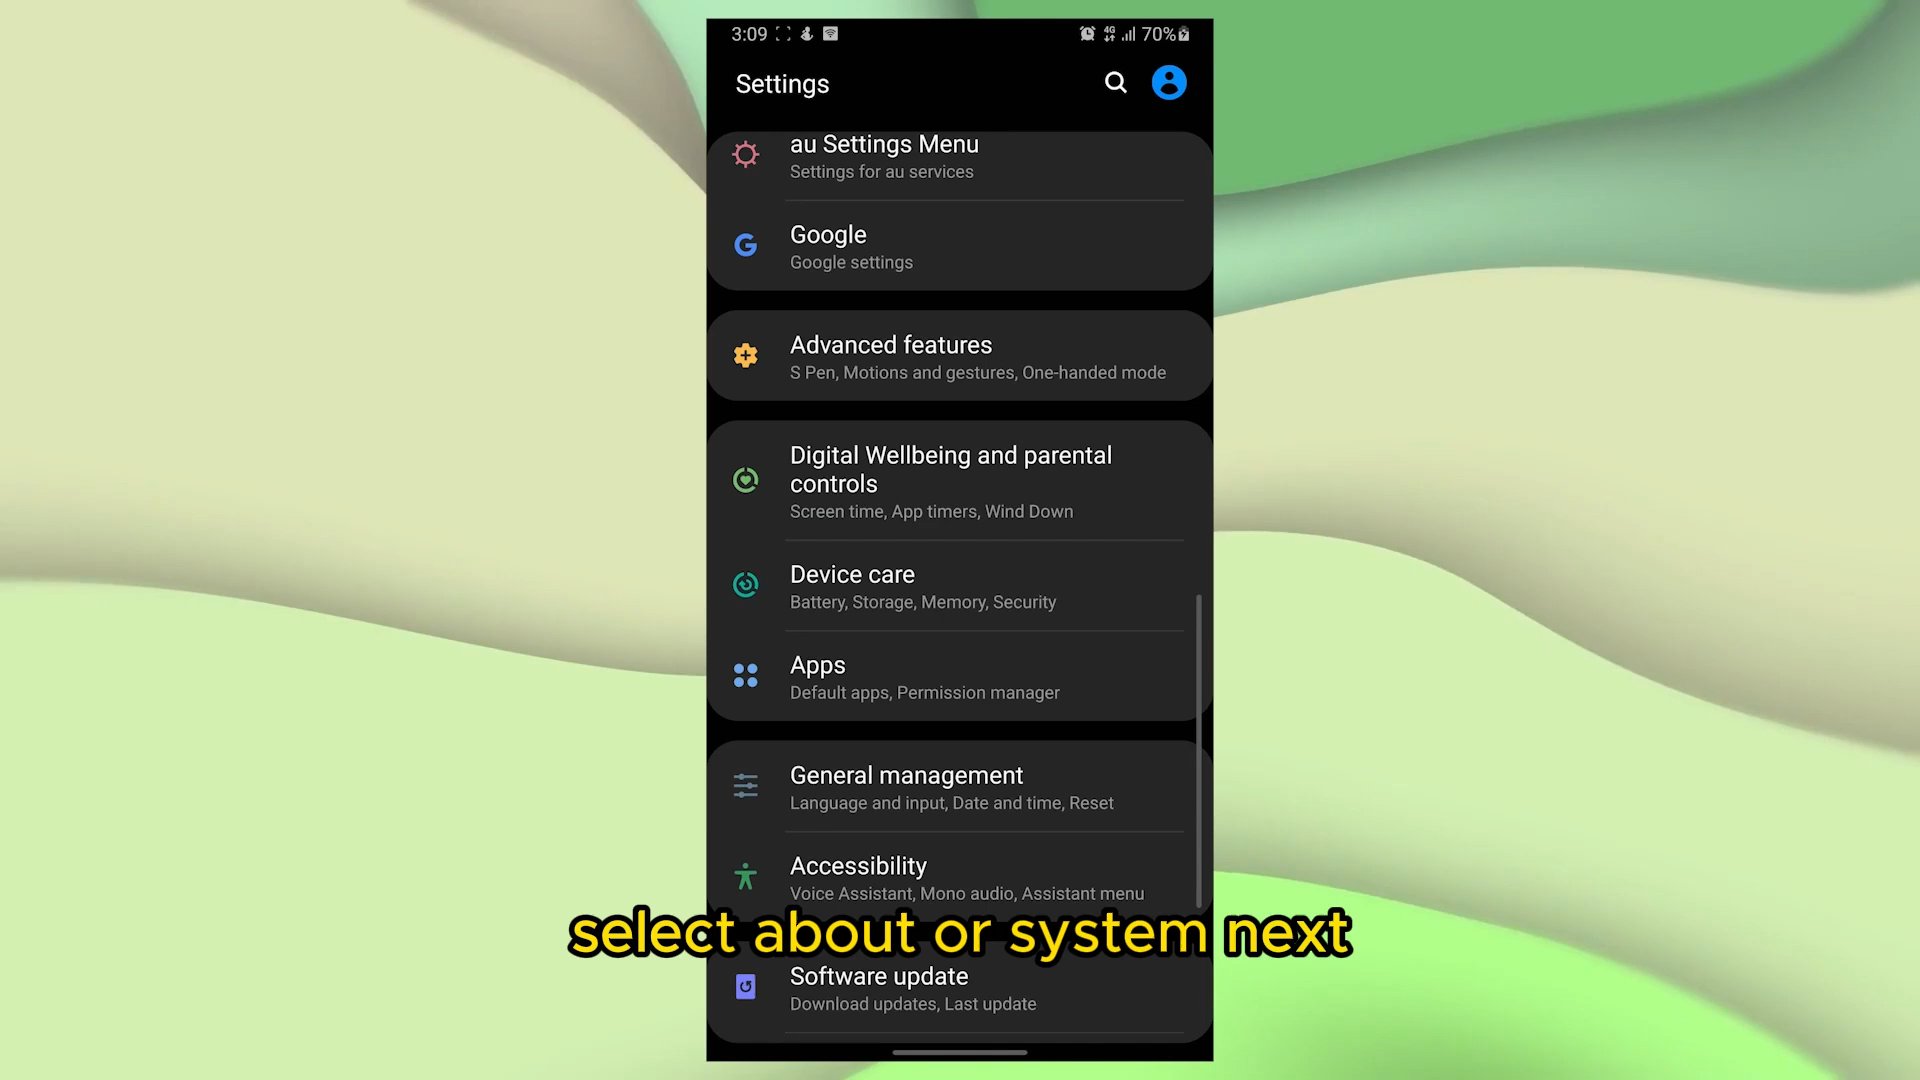 3:09
4G
70%
Settings
au Settings Menu
Settings for au services
Google
Google settings
Advanced features
S Pen, Motions and gestures, One-handed mode
Digital Wellbeing and parental
controls
Screen time, App timers, Wind Down
Device care
Battery, Storage, Memory, Security
Apps
Default apps, Permission manager
General management
Language and input, Date and time, Reset
Accessibility
Voice Assistant, Mono audio, Assistant menu
select about or system next
Software update
Download updates, Last update